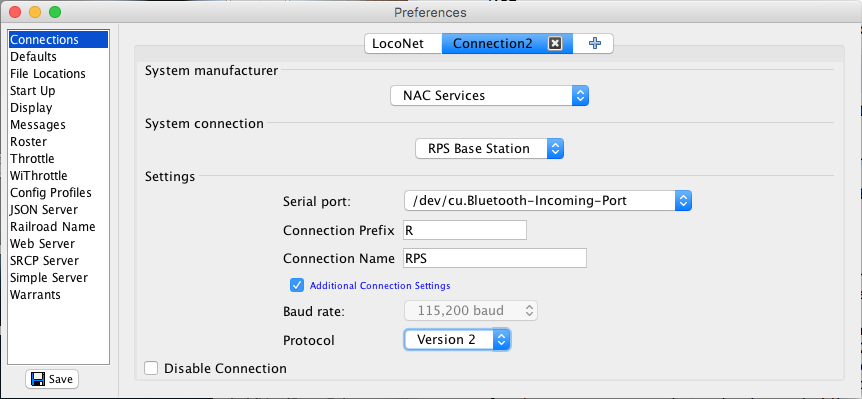 Preferences
Connections
Defaults
File Locations
Start Up
Display
Messages
Roster
Throttle
WiThrottle
Config Profiles
JSON Server
Railroad Name
Web Server
SRCP Server
Simple Server
Warrants
Save
LocoNet Connection2
System manufacturer
NAC Services
System connection
RPS Base Station
Settings
Serial port: /dev/cu.Bluetooth-Incoming-Port
Connection Prefix R
Connection Name RPS
Additional Connection Settings
Baud rate: 115,200 baud
Protocol Version 2
Disable Connection